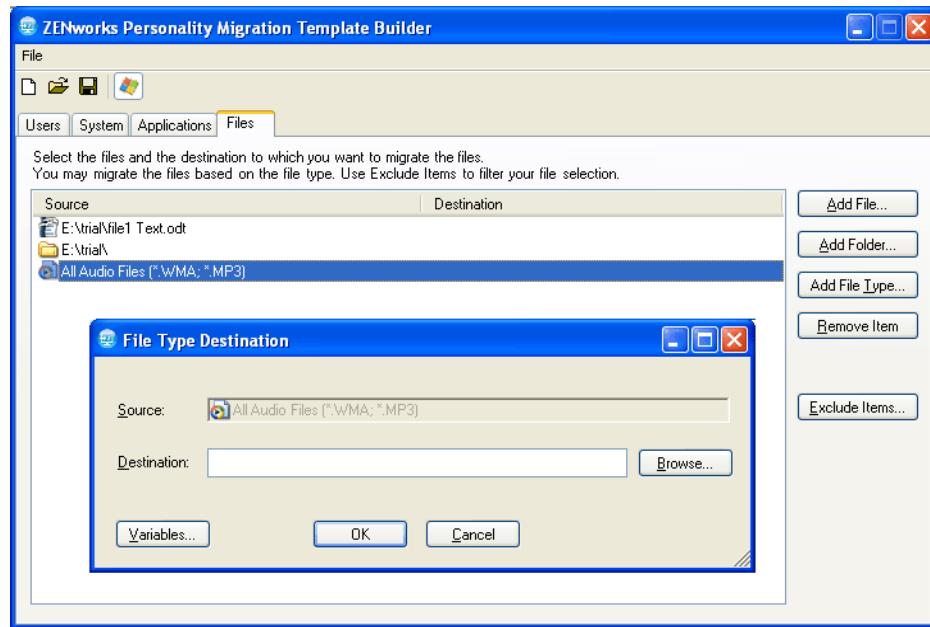 ZENworks Personality Migration Template Builder
File
Users System Applications Files
Select the files and the destination to which you want to migrate the files.
You may migrate the files based on the file type. Use Exclude Items to filter your file selection.
Source Destination
E:\trial\file1 Text.odt
E:\trial\
All Audio Files (*.WMA; *.MP3)
Add File...
Add Folder...
Add File Type...
Remove Item
Exclude Items...
File Type Destination
Source: All Audio Files (*.WMA; *.MP3)
Destination: Browse...
Variables... OK Cancel